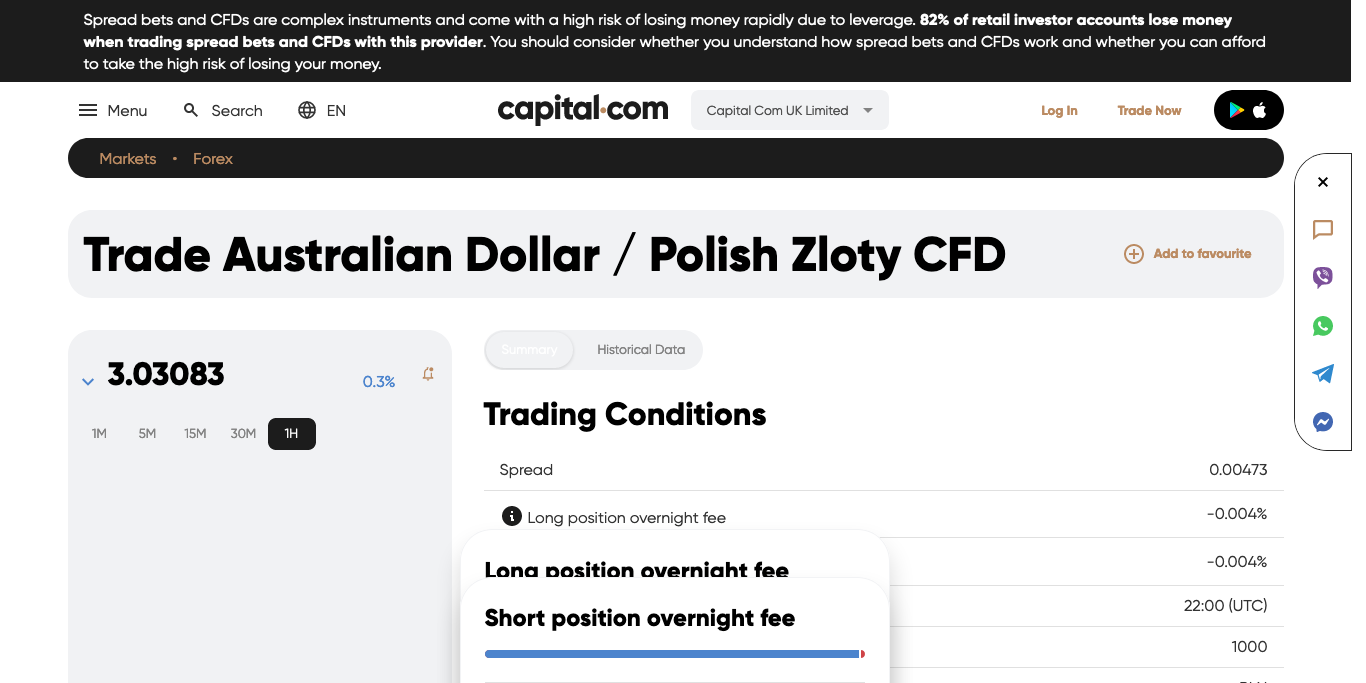 Spread bets and CFDs are complex instruments and come with a high risk of losing money rapidly due to leverage. 82% of retail investor accounts lose money
when trading spread bets and CFDs with this provider. You should consider whether you understand how spread bets and CFDs work and whether you can afford
to take the high risk of losing your money.
Menu Search EN capital.com Capital Com UK Limited Log In Trade Now
Markets • Forex
Trade Australian Dollar / Polish Zloty CFD Add to favourite
3.03083 0.3%
1M 5M 15M 30M 1H
Summary Historical Data
Trading Conditions
Spread 0.00473
Long position overnight fee -0.004%
Long position overnight fee -0.004%
Short position overnight fee 22:00 (UTC)
1000